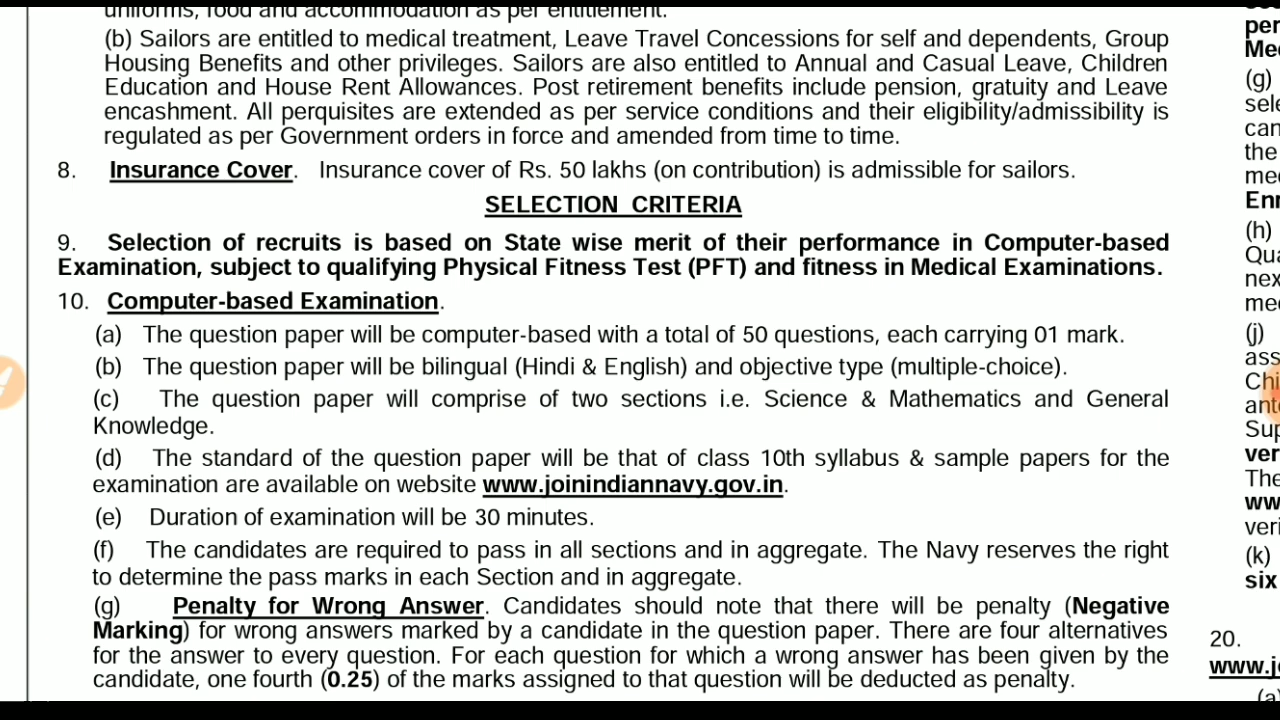 uniforms, food and accommodation as per entitlement.
(b) Sailors are entitled to medical treatment, Leave Travel Concessions for self and dependents, Group
Housing Benefits and other privileges. Sailors are also entitled to Annual and Casual Leave, Children
Education and House Rent Allowances. Post retirement benefits include pension, gratuity and Leave
encashment. All perquisites are extended as per service conditions and their eligibility/admissibility is
regulated as per Government orders in force and amended from time to time.
8. Insurance Cover. Insurance cover of Rs. 50 lakhs (on contribution) is admissible for sailors.
SELECTION CRITERIA
9. Selection of recruits is based on State wise merit of their performance in Computer-based
Examination, subject to qualifying Physical Fitness Test (PFT) and fitness in Medical Examinations.
10. Computer-based Examination.
(a) The question paper will be computer-based with a total of 50 questions, each carrying 01 mark.
(b) The question paper will be bilingual (Hindi & English) and objective type (multiple-choice).
(c) The question paper will comprise of two sections i.e. Science & Mathematics and General
Knowledge.
(d) The standard of the question paper will be that of class 10th syllabus & sample papers for the
examination are available on website www.joinindiannavy.gov.in.
(e) Duration of examination will be 30 minutes.
(f) The candidates are required to pass in all sections and in aggregate. The Navy reserves the right
to determine the pass marks in each Section and in aggregate.
(g) Penalty for Wrong Answer. Candidates should note that there will be penalty (Negative
Marking) for wrong answers marked by a candidate in the question paper. There are four alternatives
for the answer to every question. For each question for which a wrong answer has been given by the
candidate, one fourth (0.25) of the marks assigned to that question will be deducted as penalty.
per
(g)
can
the
(h)
(j)
The
(k)
six
20.